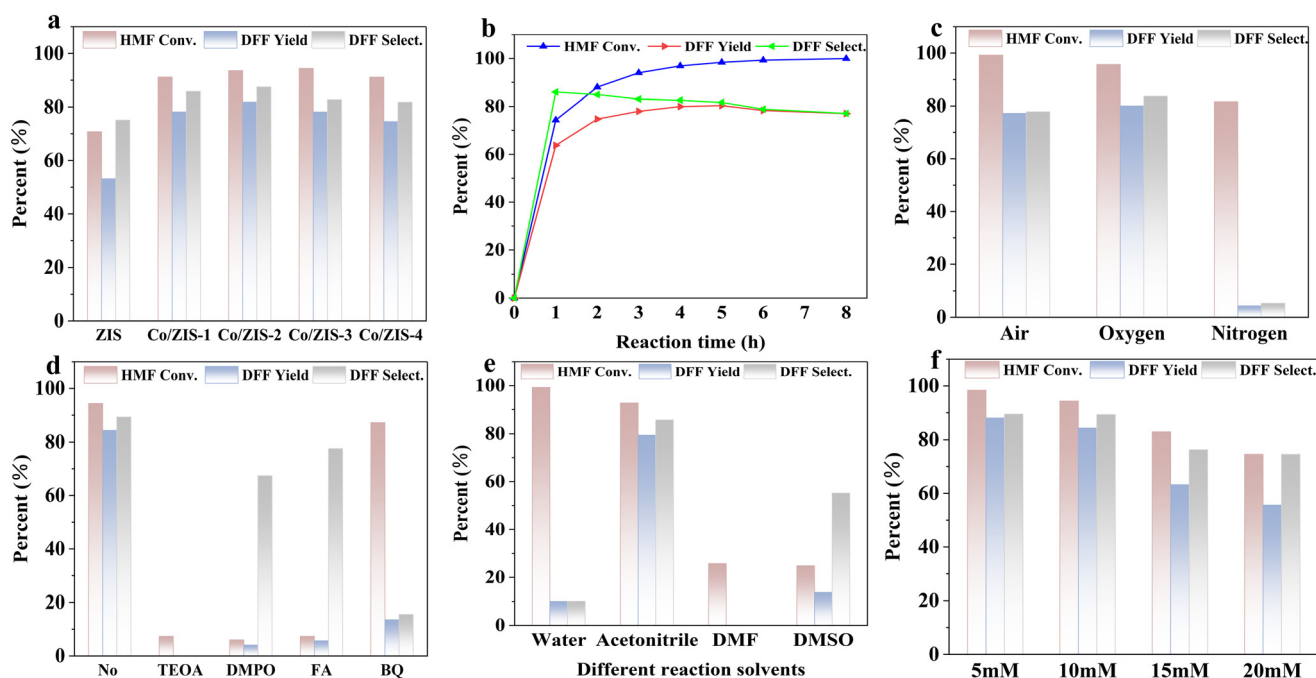 a
HMF Conv. DFF Yield DFF Select.
100
80
60
40
20
0
Percent (%)
ZIS Co/ZIS-1 Co/ZIS-2 Co/ZIS-3 Co/ZIS-4
b
HMF Conv. DFF Yield DFF Select.
100
80
60
40
20
0
Percent (%)
0 1 2 3 4 5 6 7 8
Reaction time (h)
c
HMF Conv. DFF Yield DFF Select.
100
80
60
40
20
0
Percent (%)
Air Oxygen Nitrogen
d
HMF Conv. DFF Yield DFF Select.
100
80
60
40
20
0
Percent (%)
No TEOA DMPO FA BQ
e
HMF Conv. DFF Yield DFF Select.
100
80
60
40
20
0
Percent (%)
Water Acetonitrile DMF DMSO
Different reaction solvents
f
HMF Conv. DFF Yield DFF Select.
100
80
60
40
20
0
Percent (%)
5mM 10mM 15mM 20mM